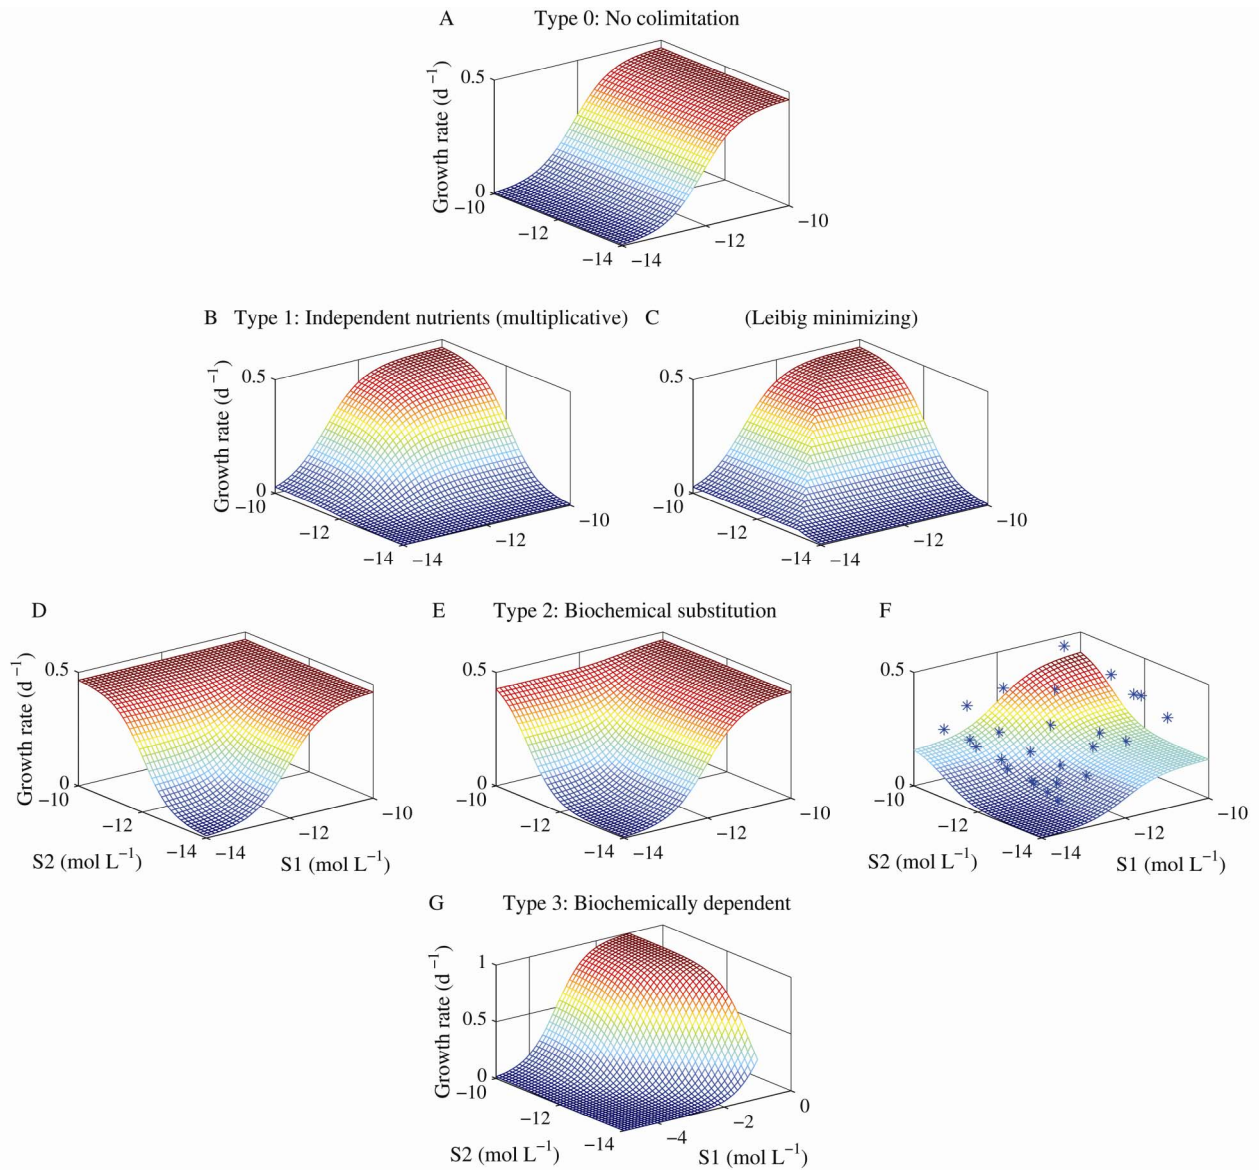 A Type 0: No colimitation
0.5
Growth rate (d⁻¹)
0
−10
−10
−12
−12
−14 −14
B Type 1: Independent nutrients (multiplicative) C (Leibig minimizing)
0.5 0.5
Growth rate (d⁻¹)
0 0
−10 −10 −10 −10
−12 −12 −12 −12
−14 −14 −14 −14
D E Type 2: Biochemical substitution F
0.5 0.5 0.5
Growth rate (d⁻¹)
0 0 0
−10 −10 −10 −10 −10 −10
−12 −12 −12 −12 −12 −12
−14 −14 −14 −14 −14 −14
S2 (mol L⁻¹) S1 (mol L⁻¹) S2 (mol L⁻¹) S1 (mol L⁻¹)
G Type 3: Biochemically dependent
1
Growth rate (d⁻¹)
0.5
0
−10 0
−12 −2
−14 −4
S2 (mol L⁻¹) S1 (mol L⁻¹)